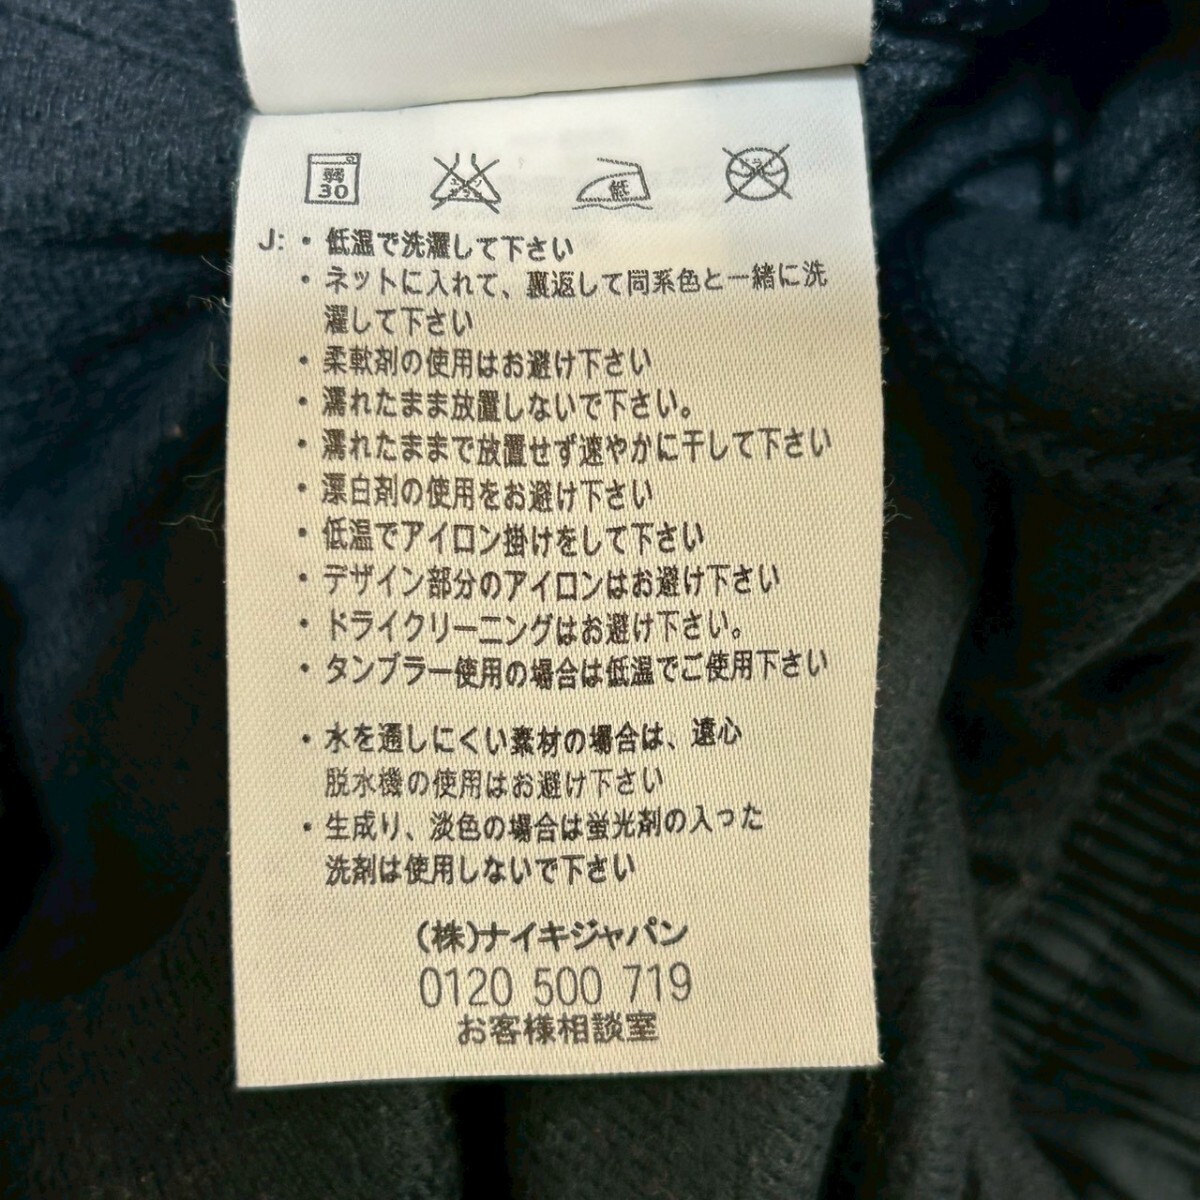 弱
30
低
J: ・ 低温で洗濯して下さい
・ ネットに入れて、裏返して同系色と一緒に洗
濯して下さい
・ 柔軟剤の使用はお避け下さい
・ 濡れたまま放置しないで下さい。
・ 濡れたままで放置せず速やかに干して下さい
・ 漂白剤の使用をお避け下さい
・ 低温でアイロン掛けをして下さい
・ デザイン部分のアイロンはお避け下さい
・ ドライクリーニングはお避け下さい。
・ タンブラー使用の場合は低温でご使用下さい
・ 水を通しにくい素材の場合は、遠心
脱水機の使用はお避け下さい
・ 生成り、淡色の場合は蛍光剤の入った
洗剤は使用しないで下さい
(株)ナイキジャパン
0120 500 719
お客様相談室